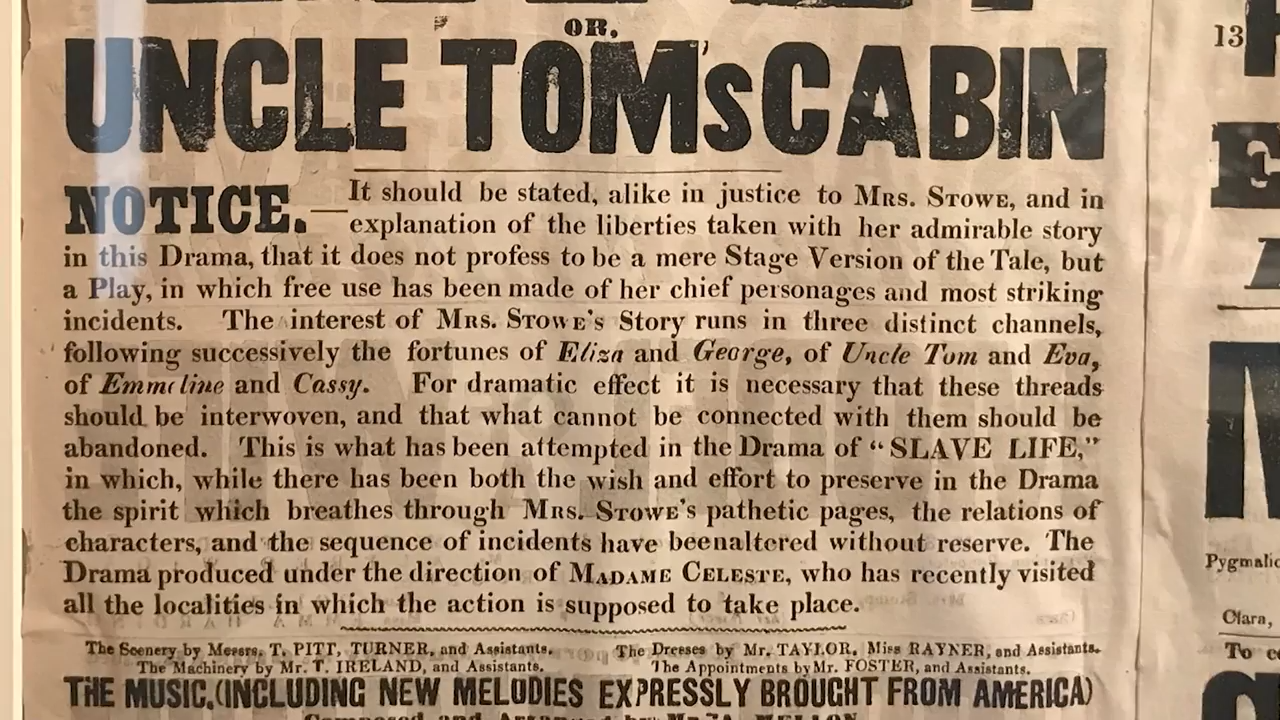 OR,
UNCLE TOM'S CABIN
NOTICE.—It should be stated, alike in justice to MRS. STOWE, and in
explanation of the liberties taken with her admirable story
in this Drama, that it does not profess to be a mere Stage Version of the Tale, but
a Play, in which free use has been made of her chief personages and most striking
incidents. The interest of MRS. STOWE'S Story runs in three distinct channels,
following successively the fortunes of Eliza and George, of Uncle Tom and Eva,
of Emmeline and Cassy. For dramatic effect it is necessary that these threads
should be interwoven, and that what cannot be connected with them should be
abandoned. This is what has been attempted in the Drama of “SLAVE LIFE,”
in which, while there has been both the wish and effort to preserve in the Drama
the spirit which breathes through MRS. STOWE'S pathetic pages, the relations of
characters, and the sequence of incidents have beenaltered without reserve. The
Drama produced under the direction of MADAME CELESTE, who has recently visited
all the localities in which the action is supposed to take place.
The Scenery by Messrs. T. PITT, TURNER, and Assistants. The Dresses by Mr. TAYLOR, Miss RAYNER, and Assistants.
The Machinery by Mr. T. IRELAND, and Assistants. The Appointments by Mr. FOSTER, and Assistants.
THE MUSIC, (INCLUDING NEW MELODIES EXPRESSLY BROUGHT FROM AMERICA)
Composed and Arranged by Mr. MELLON
13
Clara,
To